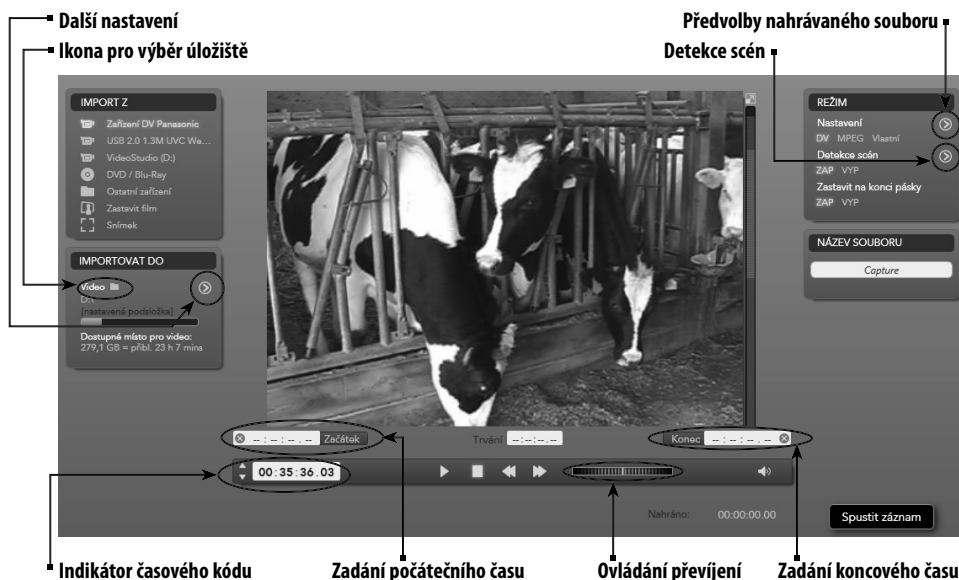 Další nastavení
Předvolby nahrávaného souboru
Ikona pro výběr úložiště
Detekce scén
IMPORT Z
Zařízení DV Panasonic
USB 2.0 1.3M UVC We...
VideoStudio (D:)
DVD / Blu-Ray
Ostatní zařízení
Zastavit film
Snímek
IMPORTOVAT DO
Video
D:\
[nastavená podsložka]
Dostupné místo pro video:
279,1 GB = přibl. 23 h 7 mins
REŽIM
Nastavení
DV MPEG Vlastní
Detekce scén
ZAP VYP
Zastavit na konci pásky
ZAP VYP
NÁZEV SOUBORU
Capture
-- : -- : -- . -- Začátek
Trvání --:--:--.--
Konec -- : -- : -- . --
00:35:36.03
Nahráno: 00:00:00.00
Spustit záznam
Indikátor časového kódu
Zadání počátečního času
Ovládání převíjení
Zadání koncového času